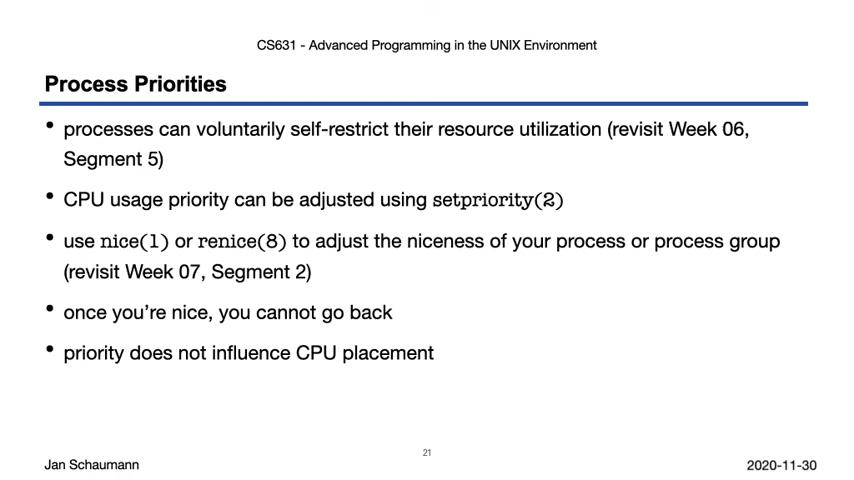 CS631 - Advanced Programming in the UNIX Environment
Process Priorities
• processes can voluntarily self-restrict their resource utilization (revisit Week 06,
Segment 5)
• CPU usage priority can be adjusted using setpriority(2)
• use nice(1) or renice(8) to adjust the niceness of your process or process group
(revisit Week 07, Segment 2)
• once you’re nice, you cannot go back
• priority does not influence CPU placement
21
Jan Schaumann
2020-11-30